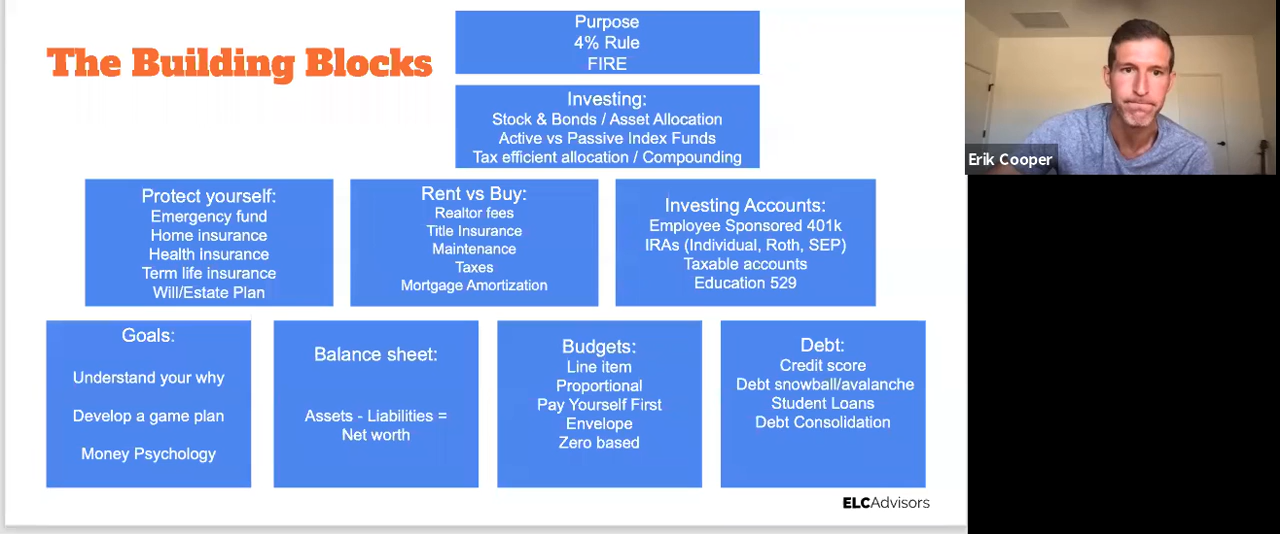 The Building Blocks
Purpose
4% Rule
FIRE
Investing:
Stock & Bonds / Asset Allocation
Active vs Passive Index Funds
Tax efficient allocation / Compounding
Protect yourself:
Emergency fund
Home insurance
Health Insurance
Term life insurance
Will/Estate Plan
Rent vs Buy:
Realtor fees
Title Insurance
Maintenance
Taxes
Mortgage Amortization
Investing Accounts:
Employee Sponsored 401k
IRAs (Individual, Roth, SEP)
Taxable accounts
Education 529
Goals:
Understand your why
Develop a game plan
Money Psychology
Balance sheet:
Assets - Liabilities =
Net worth
Budgets:
Line item
Proportional
Pay Yourself First
Envelope
Zero based
Debt:
Credit score
Debt snowball/avalanche
Student Loans
Debt Consolidation
ELCAdvisors
Erik Cooper